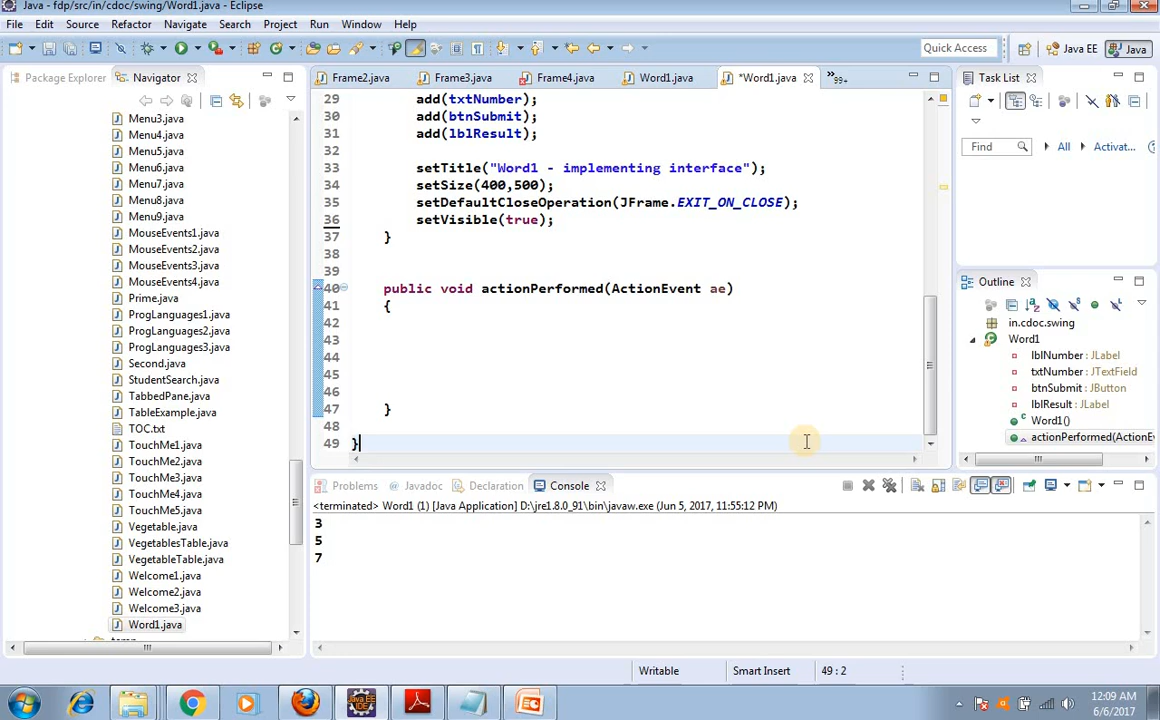 Java - fdp/src/in/cdoc/swing/Word1.java - Eclipse
File Edit Source Refactor Navigate Search Project Run Window Help
Quick Access
Java EE
Java
Package Explorer
Navigator
Menu3.java
Menu4.java
Menu5.java
Menu6.java
Menu7.java
Menu8.java
Menu9.java
MouseEvents1.java
MouseEvents2.java
MouseEvents3.java
MouseEvents4.java
Prime.java
ProgLanguages1.java
ProgLanguages2.java
ProgLanguages3.java
Second.java
StudentSearch.java
TabbedPane.java
TableExample.java
TOC.txt
TouchMe1.java
TouchMe2.java
TouchMe3.java
TouchMe4.java
TouchMe5.java
Vegetable.java
VegetablesTable.java
VegetableTable.java
Welcome1.java
Welcome2.java
Welcome3.java
Word1.java
Frame2.java Frame3.java Frame4.java Word1.java *Word1.java »99+
29 add(txtNumber);
30 add(btnSubmit);
31 add(lblResult);
32
33 setTitle("Word1 - implementing interface");
34 setSize(400,500);
35 setDefaultCloseOperation(JFrame.EXIT_ON_CLOSE);
36 setVisible(true);
37 }
38
39
40 public void actionPerformed(ActionEvent ae)
41 {
42
43
44
45
46
47 }
48
49 }
Task List
Find All Activat...
Outline
in.cdoc.swing
Word1
lblNumber : JLabel
txtNumber : JTextField
btnSubmit : JButton
lblResult : JLabel
Word1()
actionPerformed(ActionEv
Problems Javadoc Declaration Console
<terminated> Word1 (1) [Java Application] D:\jre1.8.0_91\bin\javaw.exe (Jun 5, 2017, 11:55:12 PM)
3
5
7
Writable Smart Insert 49 : 2
Java EE IDE
12:09 AM
6/6/2017